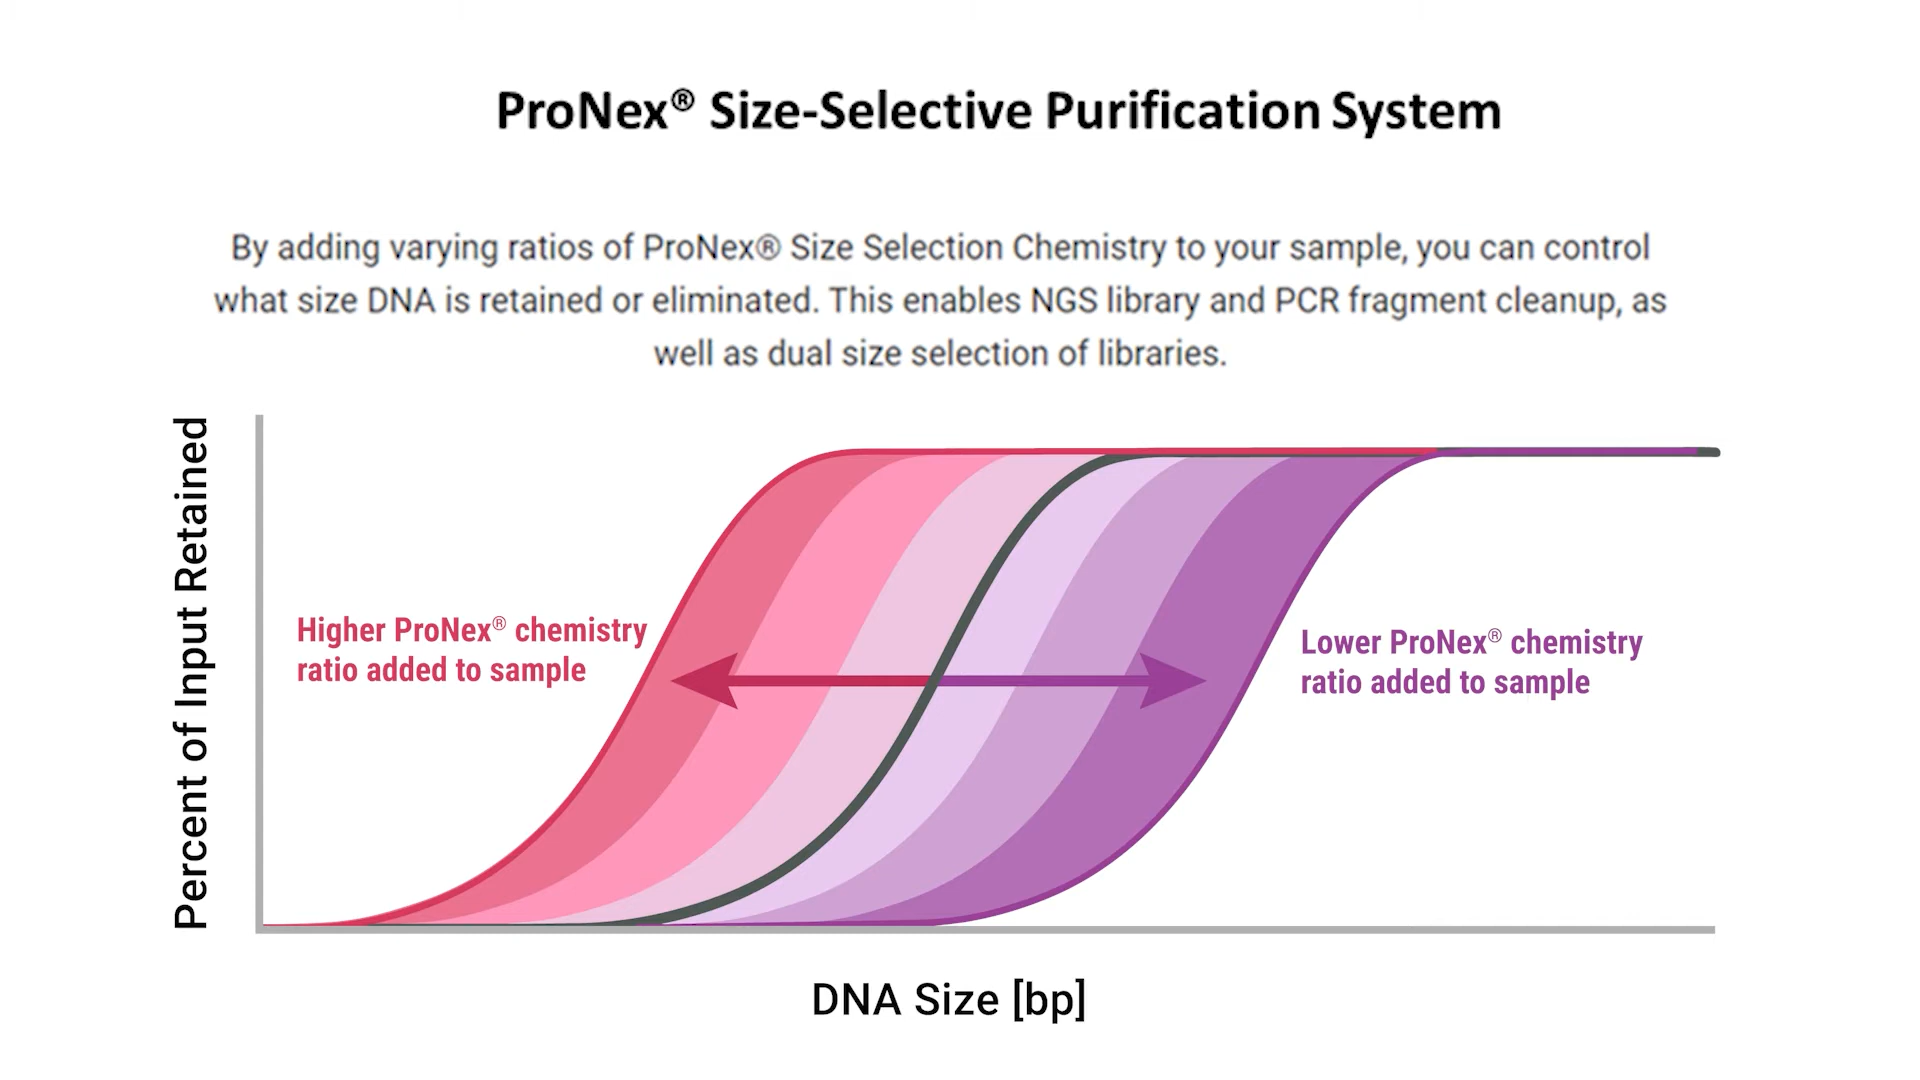 ProNex® Size-Selective Purification System
By adding varying ratios of ProNex® Size Selection Chemistry to your sample, you can control
what size DNA is retained or eliminated. This enables NGS library and PCR fragment cleanup, as
well as dual size selection of libraries.
Percent of Input Retained
Higher ProNex® chemistry
ratio added to sample
Lower ProNex® chemistry
ratio added to sample
DNA Size [bp]